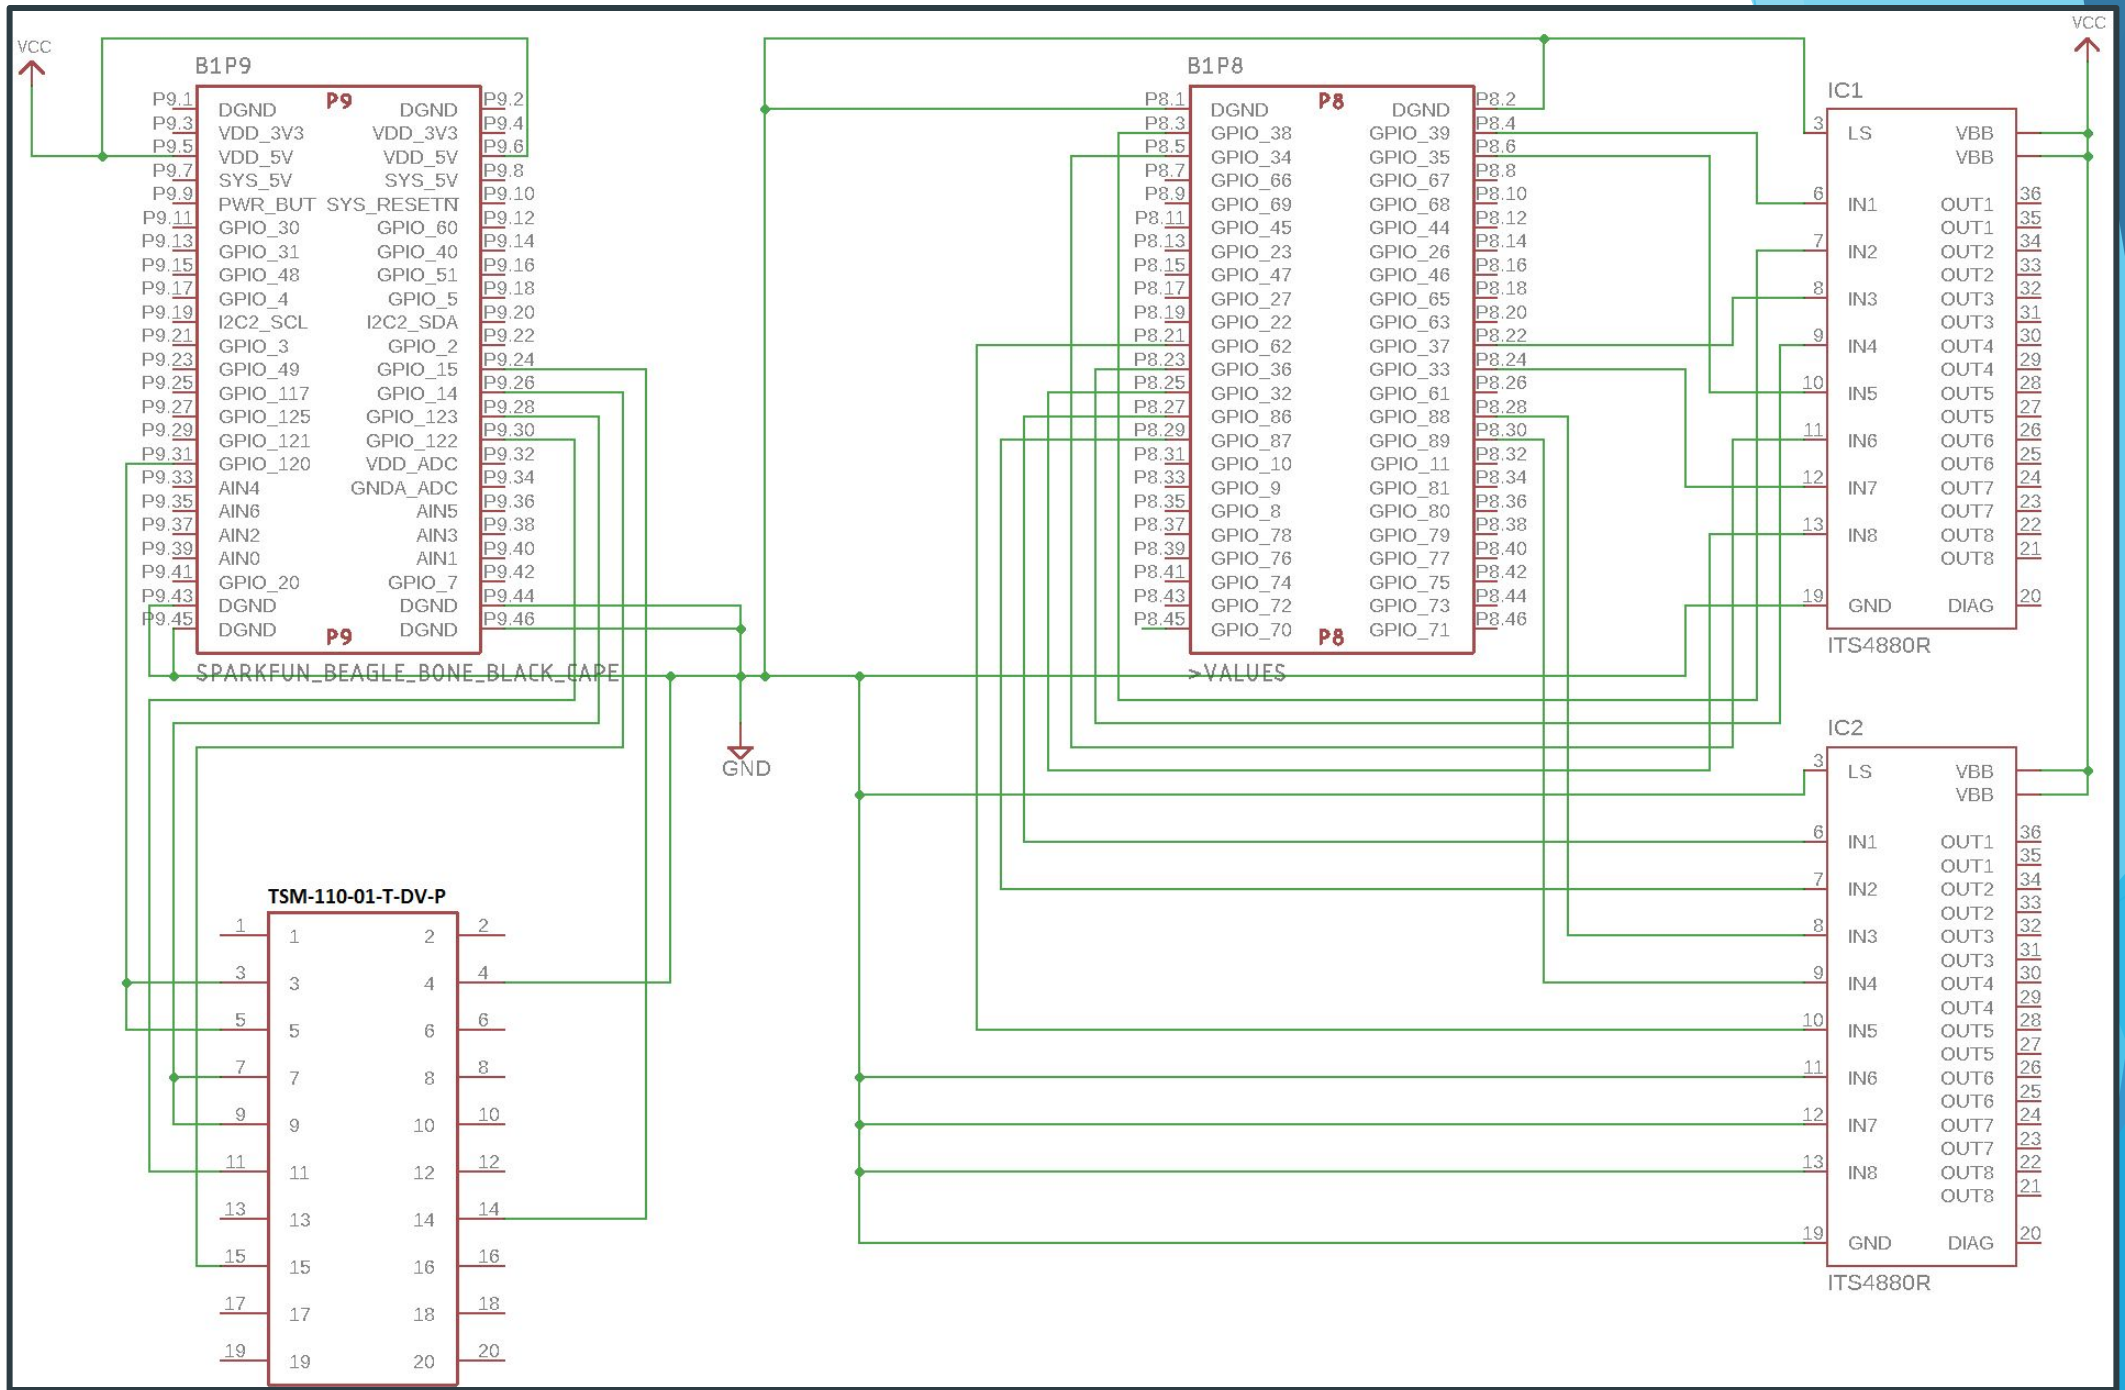 VCC
VCC
B1P9
P9
P9.1 DGND DGND P9.2
P9.3 VDD_3V3 VDD_3V3 P9.4
P9.5 VDD_5V VDD_5V P9.6
P9.7 SYS_5V SYS_5V P9.8
P9.9 PWR_BUT SYS_RESETN P9.10
P9.11 GPIO_30 GPIO_60 P9.12
P9.13 GPIO_31 GPIO_40 P9.14
P9.15 GPIO_48 GPIO_51 P9.16
P9.17 GPIO_4 GPIO_5 P9.18
P9.19 I2C2_SCL I2C2_SDA P9.20
P9.21 GPIO_3 GPIO_2 P9.22
P9.23 GPIO_49 GPIO_15 P9.24
P9.25 GPIO_117 GPIO_14 P9.26
P9.27 GPIO_125 GPIO_123 P9.28
P9.29 GPIO_121 GPIO_122 P9.30
P9.31 GPIO_120 VDD_ADC P9.32
P9.33 AIN4 GNDA_ADC P9.34
P9.35 AIN6 AIN5 P9.36
P9.37 AIN2 AIN3 P9.38
P9.39 AIN0 AIN1 P9.40
P9.41 GPIO_20 GPIO_7 P9.42
P9.43 DGND DGND P9.44
P9.45 DGND DGND P9.46
P9
SPARKFUN_BEAGLE_BONE_BLACK_CAPE
B1P8
P8
P8.1 DGND DGND P8.2
P8.3 GPIO_38 GPIO_39 P8.4
P8.5 GPIO_34 GPIO_35 P8.6
P8.7 GPIO_66 GPIO_67 P8.8
P8.9 GPIO_69 GPIO_68 P8.10
P8.11 GPIO_45 GPIO_44 P8.12
P8.13 GPIO_23 GPIO_26 P8.14
P8.15 GPIO_47 GPIO_46 P8.16
P8.17 GPIO_27 GPIO_65 P8.18
P8.19 GPIO_22 GPIO_63 P8.20
P8.21 GPIO_62 GPIO_37 P8.22
P8.23 GPIO_36 GPIO_33 P8.24
P8.25 GPIO_32 GPIO_61 P8.26
P8.27 GPIO_86 GPIO_88 P8.28
P8.29 GPIO_87 GPIO_89 P8.30
P8.31 GPIO_10 GPIO_11 P8.32
P8.33 GPIO_9 GPIO_81 P8.34
P8.35 GPIO_8 GPIO_80 P8.36
P8.37 GPIO_78 GPIO_79 P8.38
P8.39 GPIO_76 GPIO_77 P8.40
P8.41 GPIO_74 GPIO_75 P8.42
P8.43 GPIO_72 GPIO_73 P8.44
P8.45 GPIO_70 GPIO_71 P8.46
P8
>VALUES
IC1
3 LS VBB
VBB
6 IN1 OUT1 36
OUT1 35
7 IN2 OUT2 34
OUT2 33
8 IN3 OUT3 32
OUT3 31
9 IN4 OUT4 30
OUT4 29
10 IN5 OUT5 28
OUT5 27
11 IN6 OUT6 26
OUT6 25
12 IN7 OUT7 24
OUT7 23
13 IN8 OUT8 22
OUT8 21
19 GND DIAG 20
ITS4880R
GND
IC2
3 LS VBB
VBB
6 IN1 OUT1 36
OUT1 35
7 IN2 OUT2 34
OUT2 33
8 IN3 OUT3 32
OUT3 31
9 IN4 OUT4 30
OUT4 29
10 IN5 OUT5 28
OUT5 27
11 IN6 OUT6 26
OUT6 25
12 IN7 OUT7 24
OUT7 23
13 IN8 OUT8 22
OUT8 21
19 GND DIAG 20
ITS4880R
TSM-110-01-T-DV-P
1 1 2 2
3 3 4 4
5 5 6 6
7 7 8 8
9 9 10 10
11 11 12 12
13 13 14 14
15 15 16 16
17 17 18 18
19 19 20 20